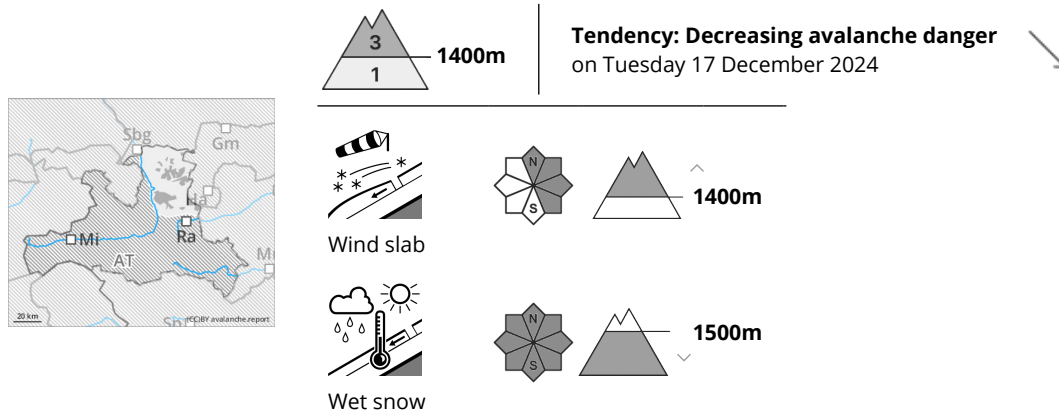 3
1
1400m
Tendency: Decreasing avalanche danger
on Tuesday 17 December 2024
Sbg
Gm
Ra
Mi
AT
20 km
(CC)BY avalanche.report
N
S
1400m
Wind slab
N
S
1500m
Wet snow